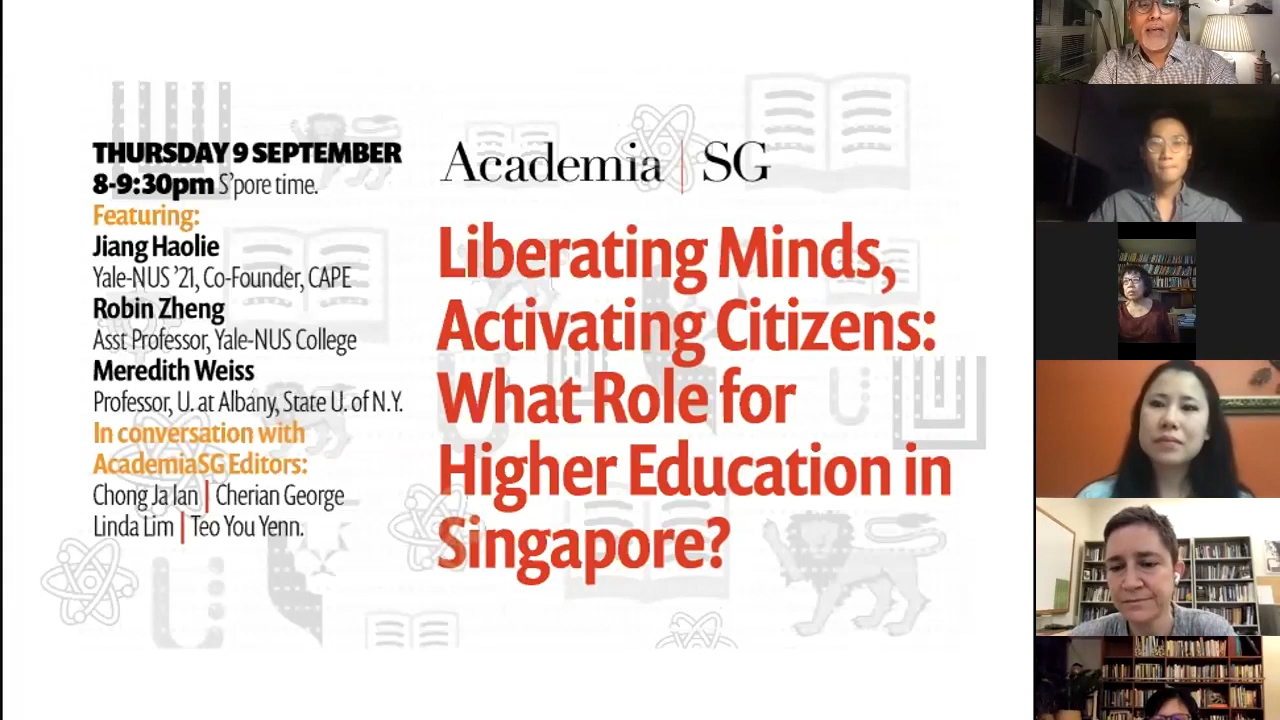 THURSDAY 9 SEPTEMBER
8-9:30pm S'pore time.
Featuring:
Jiang Haolie
Yale-NUS '21, Co-Founder, CAPE
Robin Zheng
Asst Professor, Yale-NUS College
Meredith Weiss
Professor, U. at Albany, State U. of N.Y.
In conversation with
AcademiaSG Editors:
Chong Ja Ian | Cherian George
Linda Lim | Teo You Yenn.
Academia | SG
Liberating Minds,
Activating Citizens:
What Role for
Higher Education in
Singapore?